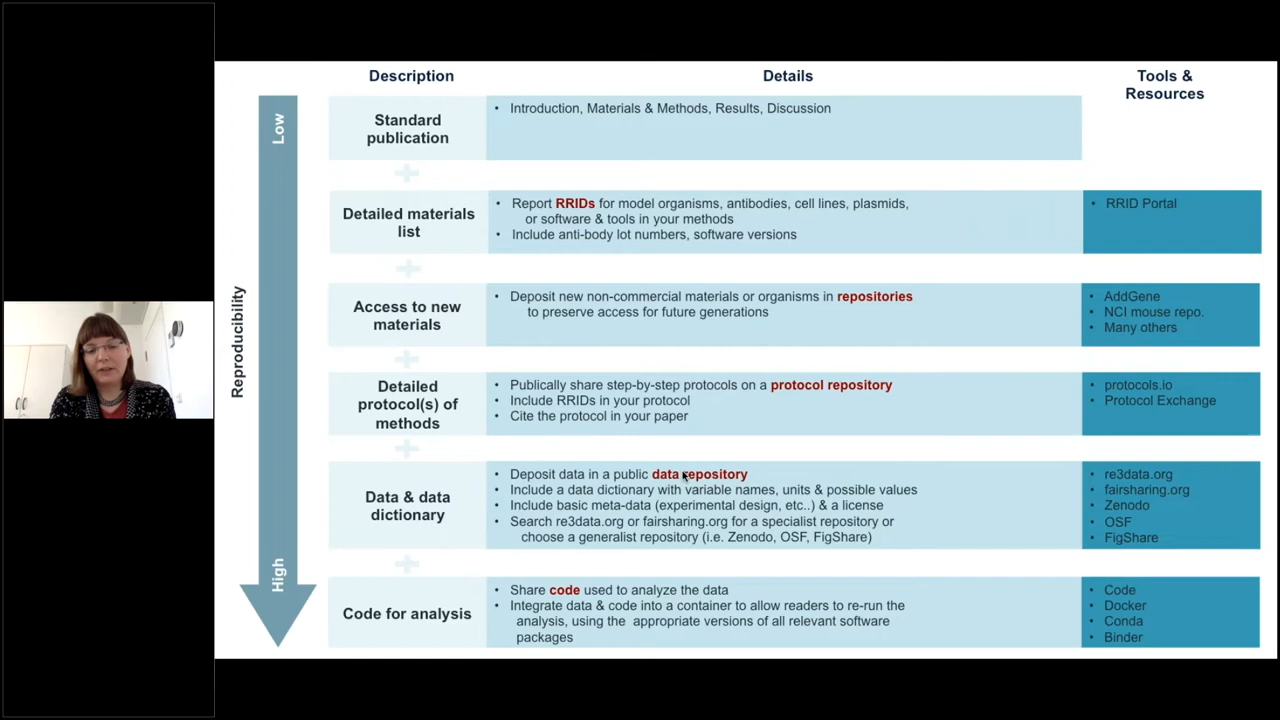 Description
Details
Tools &
Resources
Reproducibility
Low
High
Standard
publication
• Introduction, Materials & Methods, Results, Discussion
Detailed materials
list
• Report RRIDs for model organisms, antibodies, cell lines, plasmids,
or software & tools in your methods
• Include anti-body lot numbers, software versions
• RRID Portal
Access to new
materials
• Deposit new non-commercial materials or organisms in repositories
to preserve access for future generations
• AddGene
• NCI mouse repo.
• Many others
Detailed
protocol(s) of
methods
• Publically share step-by-step protocols on a protocol repository
• Include RRIDs in your protocol
• Cite the protocol in your paper
• protocols.io
• Protocol Exchange
Data & data
dictionary
• Deposit data in a public data repository
• Include a data dictionary with variable names, units & possible values
• Include basic meta-data (experimental design, etc..) & a license
• Search re3data.org or fairsharing.org for a specialist repository or
choose a generalist repository (i.e. Zenodo, OSF, FigShare)
• re3data.org
• fairsharing.org
• Zenodo
• OSF
• FigShare
Code for analysis
• Share code used to analyze the data
• Integrate data & code into a container to allow readers to re-run the
analysis, using the appropriate versions of all relevant software
packages
• Code
• Docker
• Conda
• Binder